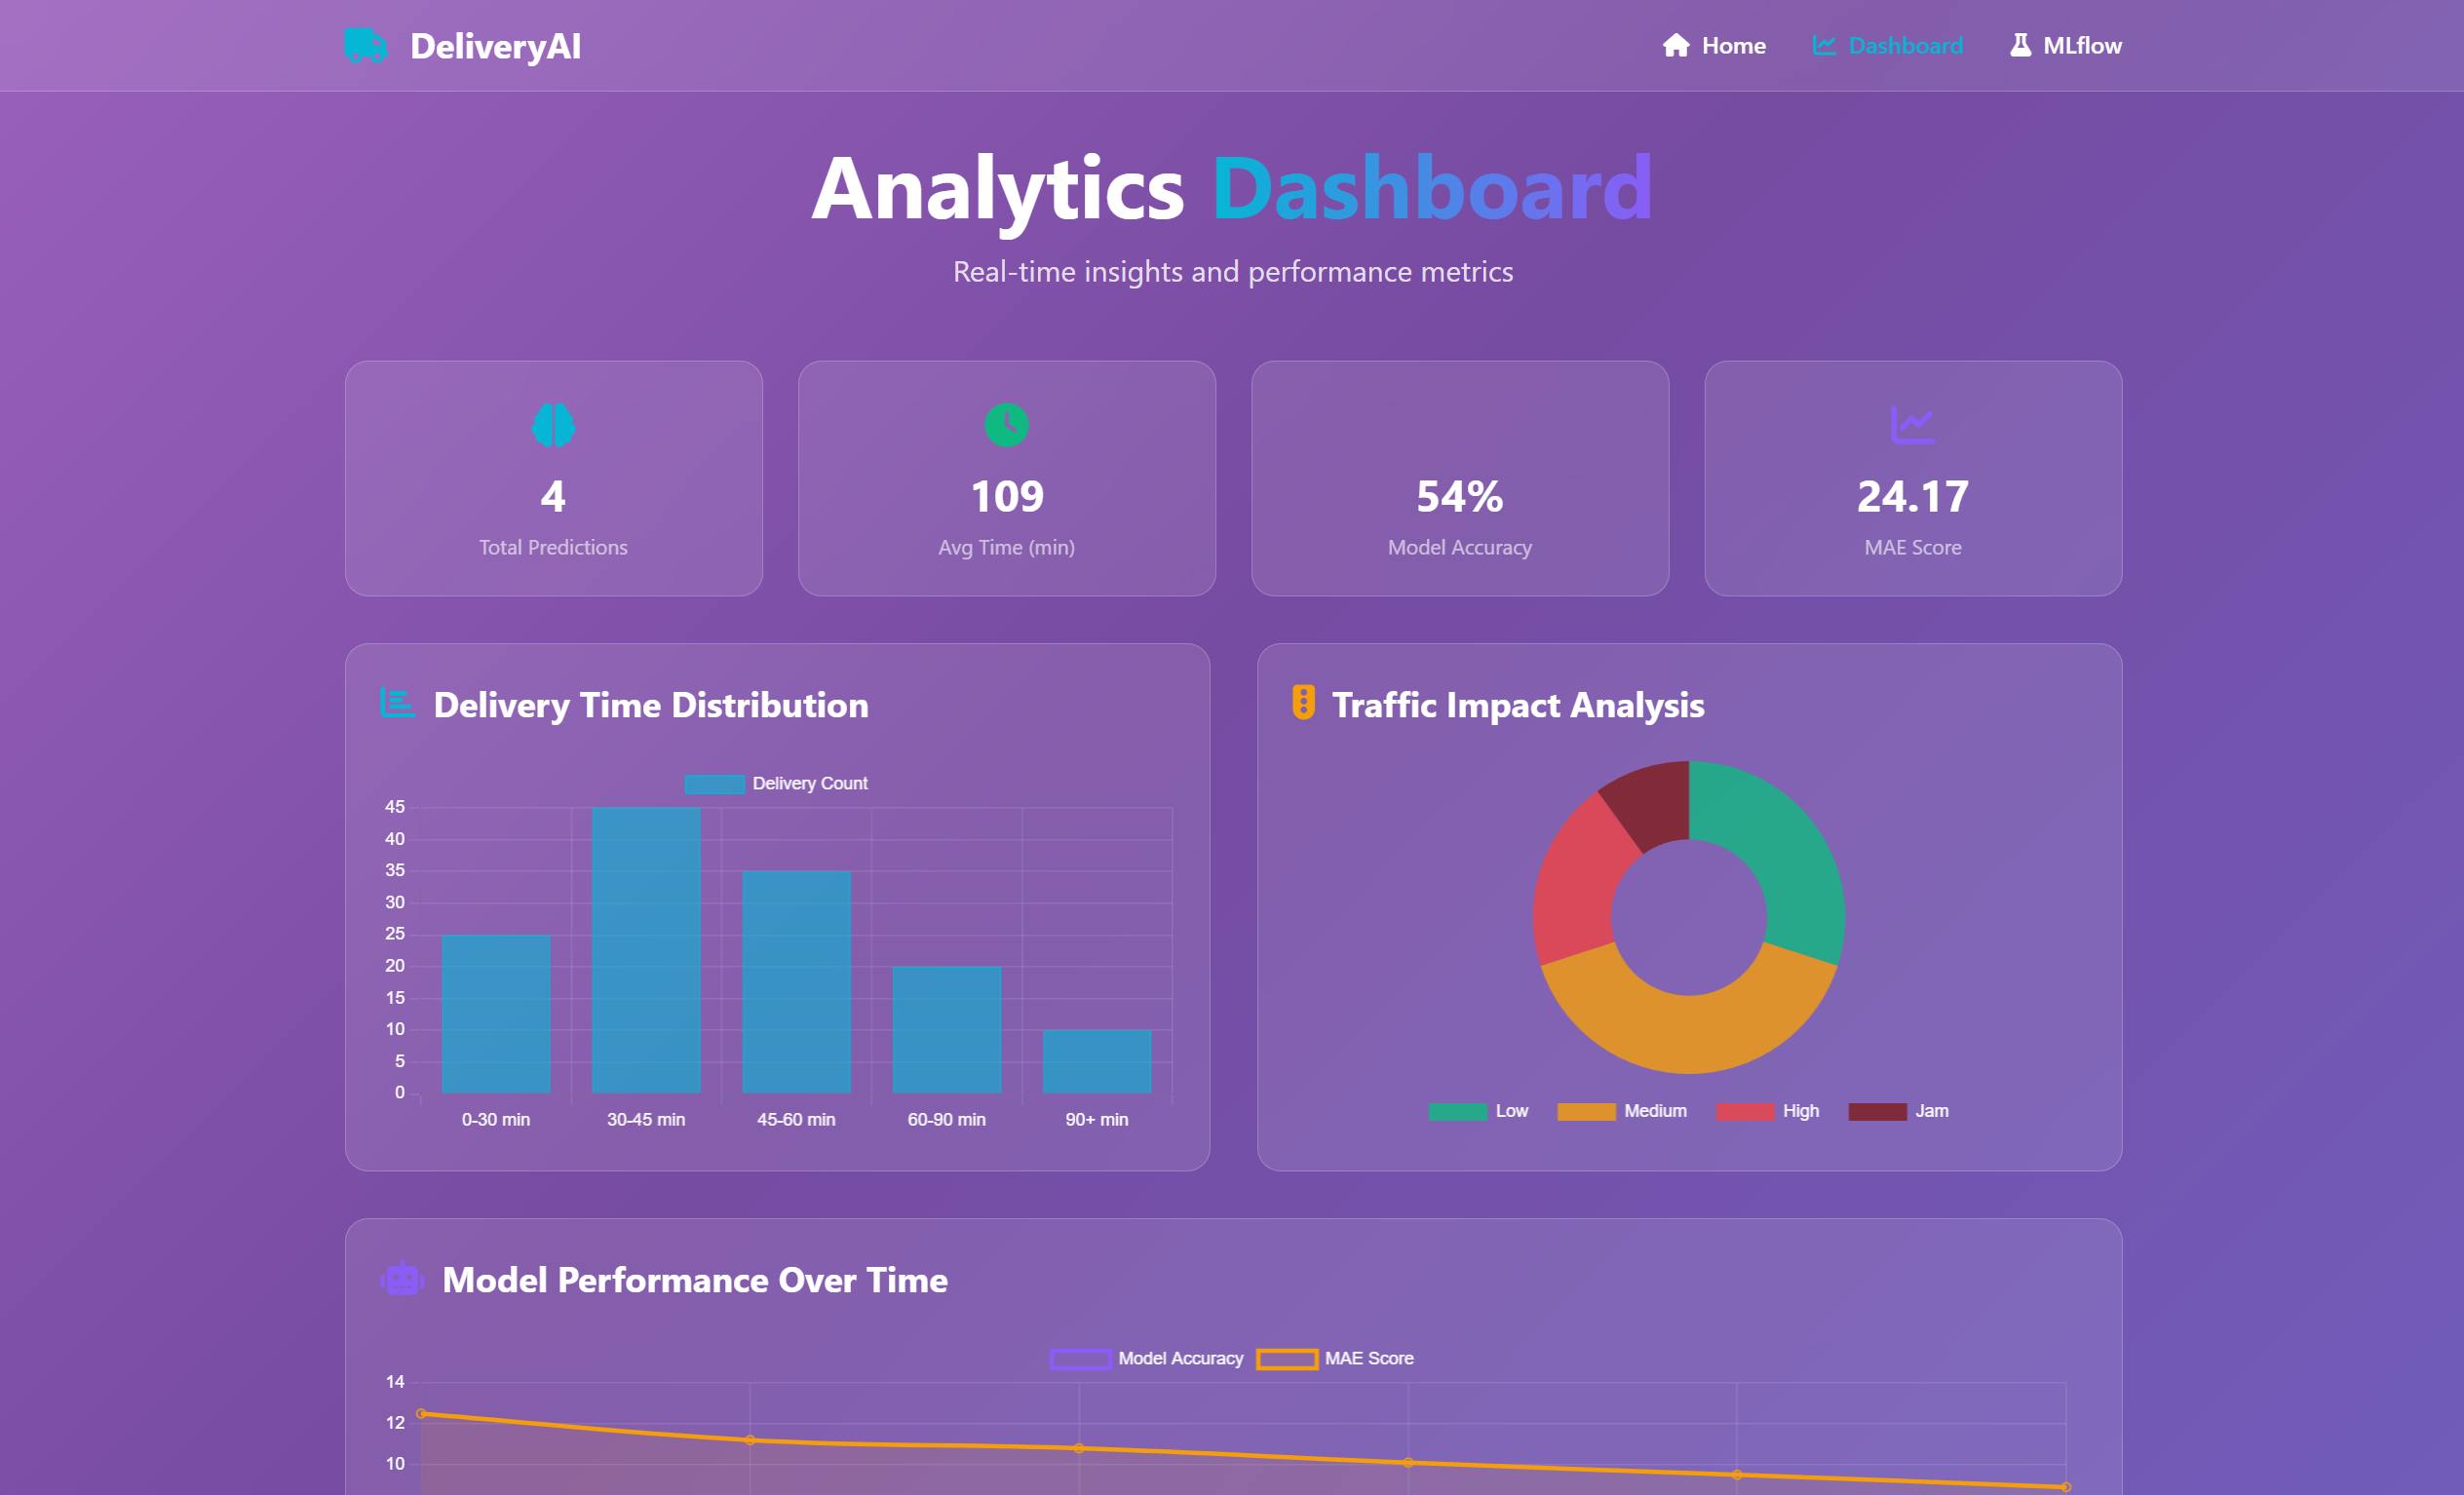 DeliveryAI
Home Dashboard MLflow
Analytics Dashboard
Real-time insights and performance metrics
4
Total Predictions
109
Avg Time (min)
54%
Model Accuracy
24.17
MAE Score
Delivery Time Distribution
Delivery Count
45
40
35
30
25
20
15
10
5
0
0-30 min 30-45 min 45-60 min 60-90 min 90+ min
Traffic Impact Analysis
Low Medium High Jam
Model Performance Over Time
Model Accuracy MAE Score
14
12
10